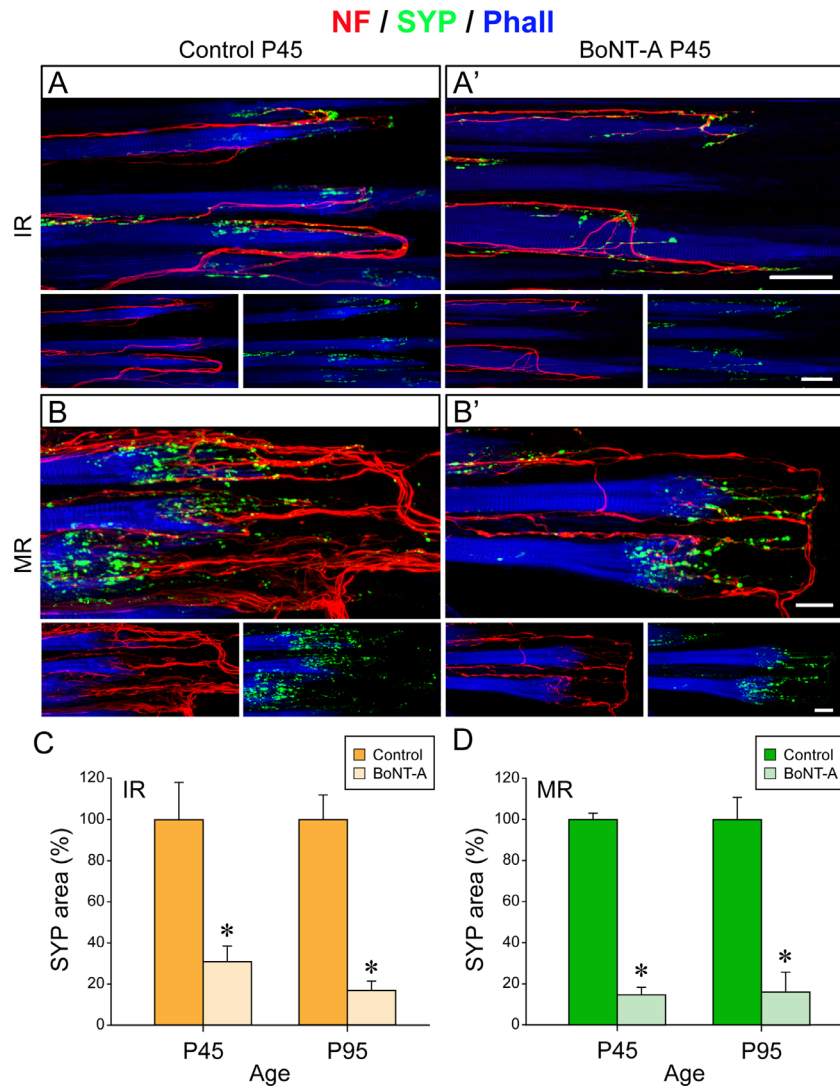 NF / SYP / Phall
Control P45
BoNT-A P45
A
A'
IR
B
B'
MR
C
IR
Control
BoNT-A
SYP area (%)
120
100
80
60
40
20
0
*
*
P45
P95
Age
D
MR
Control
BoNT-A
SYP area (%)
120
100
80
60
40
20
0
*
*
P45
P95
Age